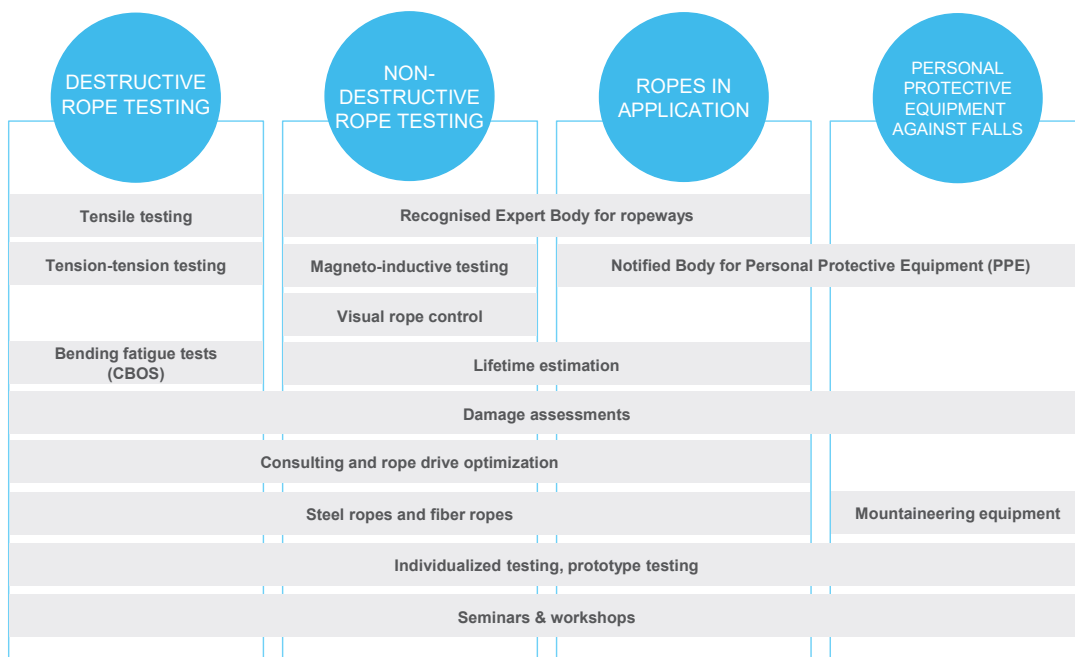 DESTRUCTIVE
ROPE TESTING
NON-
DESTRUCTIVE
ROPE TESTING
ROPES IN
APPLICATION
PERSONAL
PROTECTIVE
EQUIPMENT
AGAINST FALLS
Tensile testing
Recognised Expert Body for ropeways
Tension-tension testing
Magneto-inductive testing
Notified Body for Personal Protective Equipment (PPE)
Visual rope control
Bending fatigue tests
(CBOS)
Lifetime estimation
Damage assessments
Consulting and rope drive optimization
Steel ropes and fiber ropes
Mountaineering equipment
Individualized testing, prototype testing
Seminars & workshops